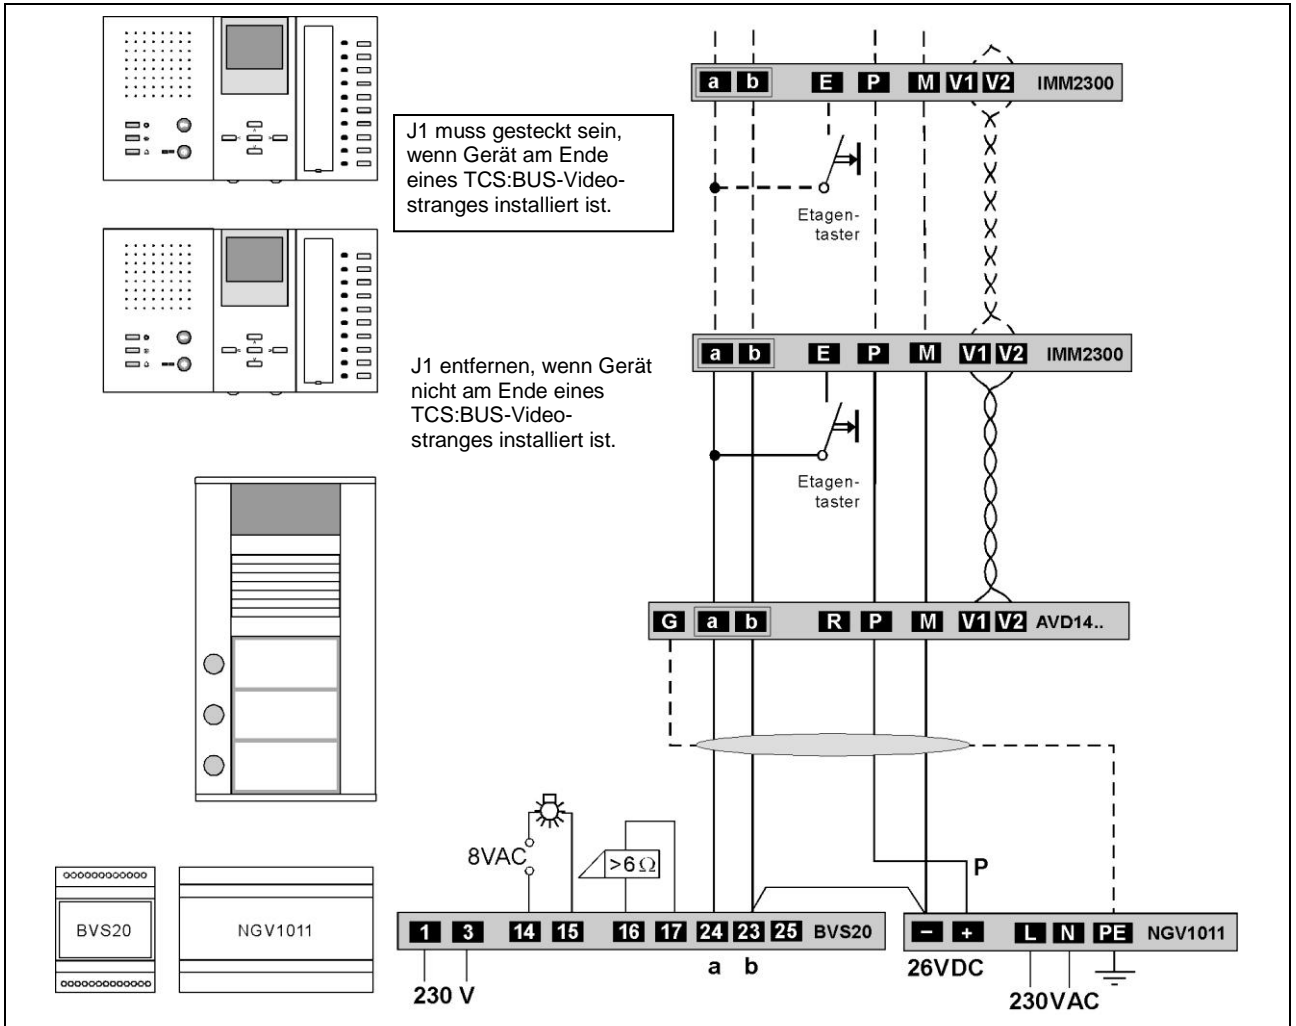 a b E P M V1 V2 IMM2300
J1 muss gesteckt sein,
wenn Gerät am Ende
eines TCS:BUS-Video-
stranges installiert ist.
Etagen-
taster
a b E P M V1 V2 IMM2300
J1 entfernen, wenn Gerät
nicht am Ende eines
TCS:BUS-Video-
stranges installiert ist.
Etagen-
taster
G a b R P M V1 V2 AVD14..
8VAC
>6 Ω
P
BVS20
NGV1011
1 3 14 15 16 17 24 23 25 BVS20
− + L N PE NGV1011
a b
26VDC
230 V
230VAC